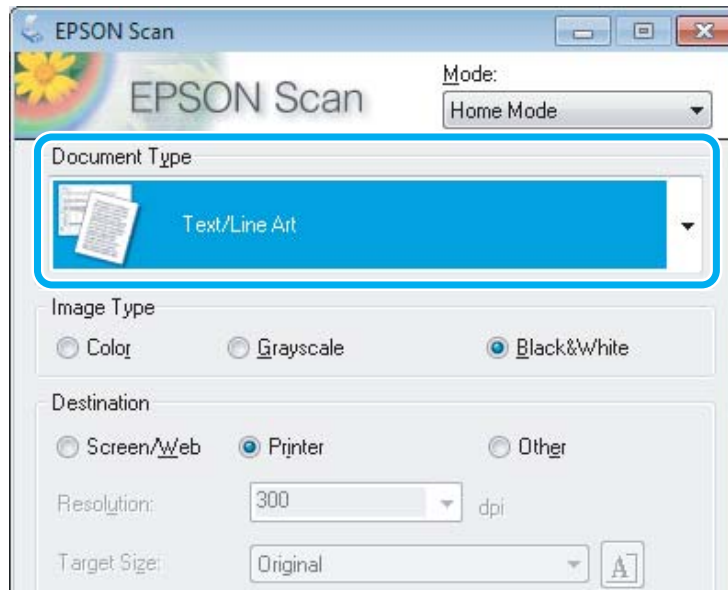 EPSON Scan
EPSON Scan
Mode:
Home Mode
Document Type
Text/Line Art
Image Type
Color Grayscale Black&White
Destination
Screen/Web Printer Other
Resolution: 300 dpi
Target Size: Original A